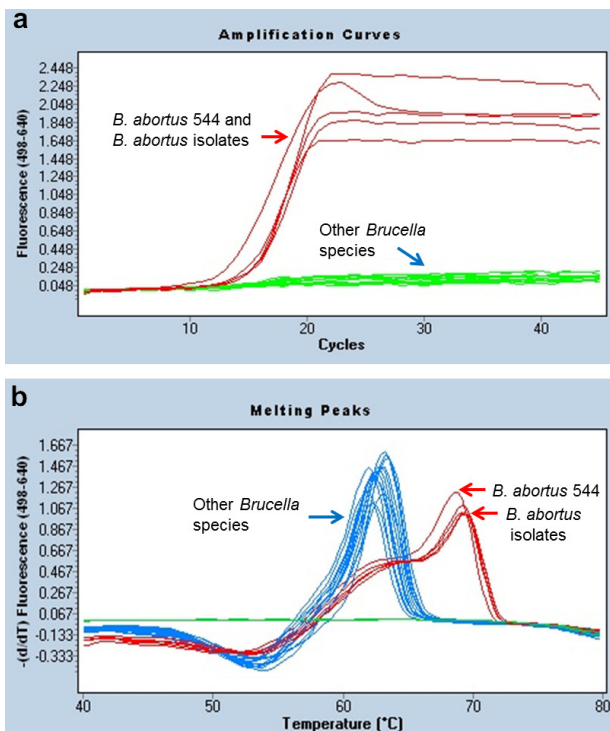 a
Amplification Curves
Fluorescence (498-640)
2.448
2.248
2.048
1.848
1.648
1.448
1.248
1.048
0.848
0.648
0.448
0.248
0.048
B. abortus 544 and
B. abortus isolates
Other Brucella
species
10 20 30 40
Cycles
b
Melting Peaks
-(d/dT) Fluorescence (498-640)
1.667
1.467
1.267
1.067
0.867
0.667
0.467
0.267
0.067
-0.133
-0.333
Other Brucella
species
B. abortus 544
B. abortus
isolates
40 50 60 70 80
Temperature (°C)